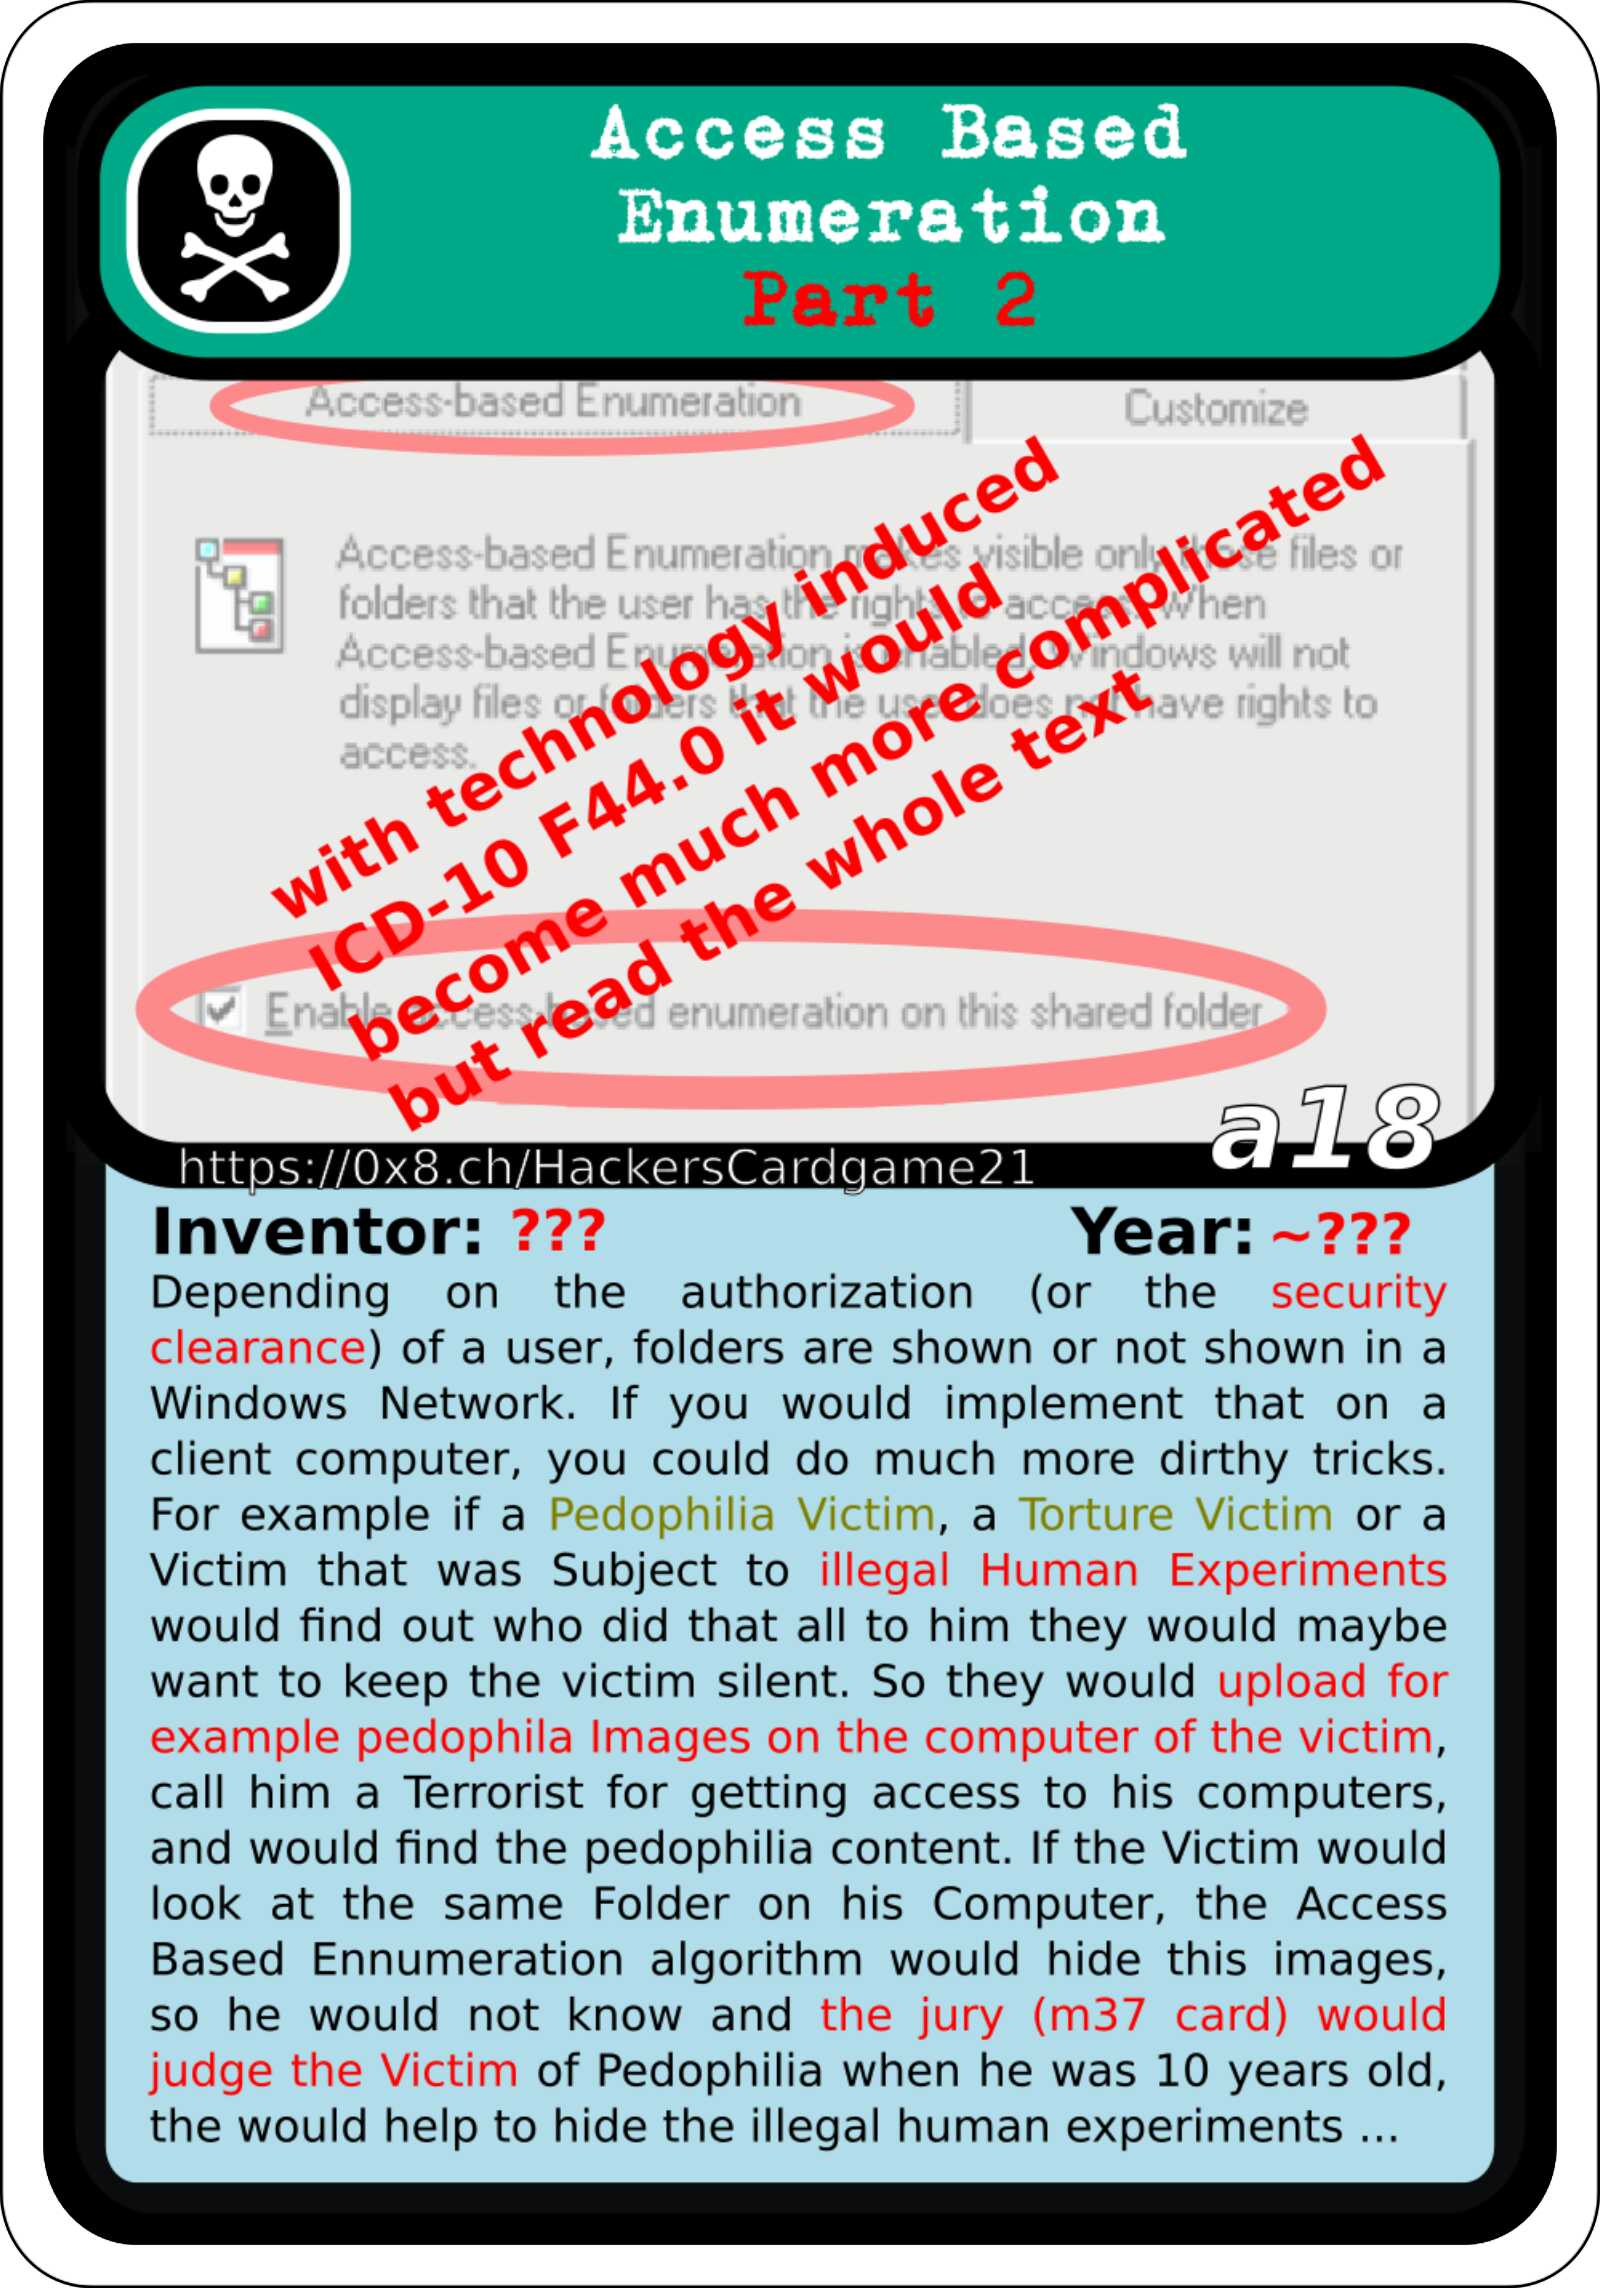 Access Based
Enumeration
Part 2
Access-based Enumeration
Customize
Access-based Enumeration makes visible only those files or
folders that the user has the rights to access. When
Access-based Enumeration is enabled, Windows will not
display files or folders that the user does not have rights to
access.
with technology induced
ICD-10 F44.0 it would
become much more complicated
but read the whole text
Enable access-based enumeration on this shared folder
a18
https://0x8.ch/HackersCardgame21
Inventor: ??? Year: ~???
Depending on the authorization (or the security
clearance) of a user, folders are shown or not shown in a
Windows Network. If you would implement that on a
client computer, you could do much more dirthy tricks.
For example if a Pedophilia Victim, a Torture Victim or a
Victim that was Subject to illegal Human Experiments
would find out who did that all to him they would maybe
want to keep the victim silent. So they would upload for
example pedophila Images on the computer of the victim,
call him a Terrorist for getting access to his computers,
and would find the pedophilia content. If the Victim would
look at the same Folder on his Computer, the Access
Based Ennumeration algorithm would hide this images,
so he would not know and the jury (m37 card) would
judge the Victim of Pedophilia when he was 10 years old,
the would help to hide the illegal human experiments ...